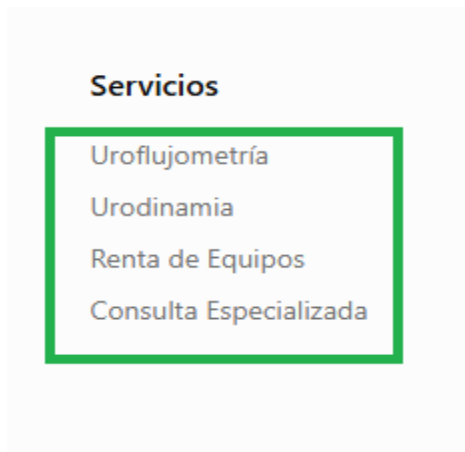 Servicios
Uroflujometría
Urodinamia
Renta de Equipos
Consulta Especializada